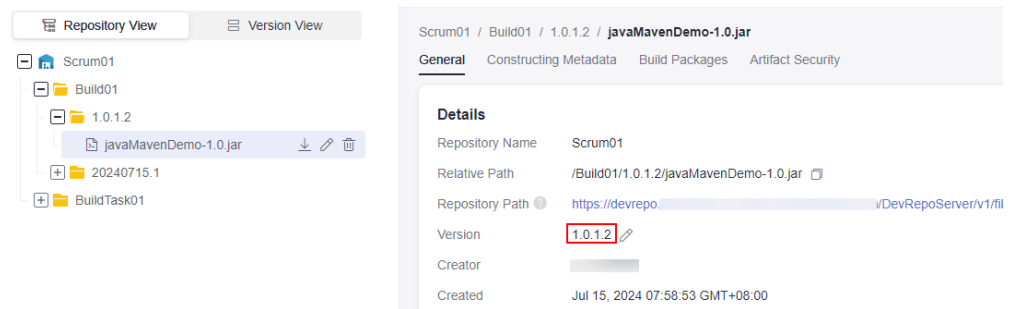 Repository View
Version View
Scrum01
Build01
1.0.1.2
javaMavenDemo-1.0.jar
20240715.1
BuildTask01
Scrum01 / Build01 / 1.0.1.2 / javaMavenDemo-1.0.jar
General Constructing Metadata Build Packages Artifact Security
Details
Repository Name Scrum01
Relative Path /Build01/1.0.1.2/javaMavenDemo-1.0.jar
Repository Path ? https://devrepo. /DevRepoServer/v1/fil
Version 1.0.1.2
Creator
Created Jul 15, 2024 07:58:53 GMT+08:00